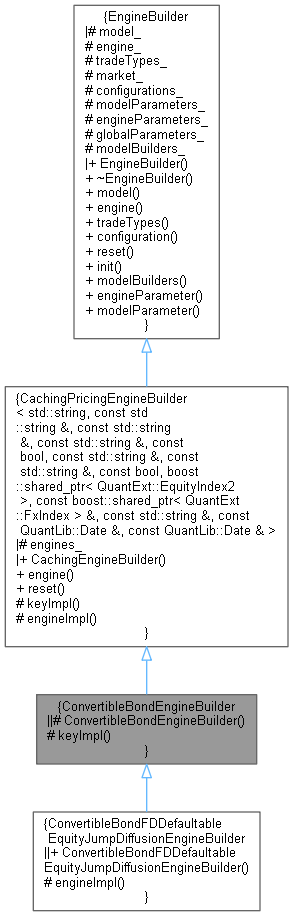 {EngineBuilder
|# model_
# engine_
# tradeTypes_
# market_
# configurations_
# modelParameters_
# engineParameters_
# globalParameters_
# modelBuilders_
|+ EngineBuilder()
+ ~EngineBuilder()
+ model()
+ engine()
+ tradeTypes()
+ configuration()
+ reset()
+ init()
+ modelBuilders()
+ engineParameter()
+ modelParameter()
}
{CachingPricingEngineBuilder
< std::string, const std
::string &, const std::string
&, const std::string &, const
bool, const std::string &, const
std::string &, const bool, boost
::shared_ptr< QuantExt::EquityIndex2
>, const boost::shared_ptr< QuantExt
::FxIndex > &, const std::string &, const
QuantLib::Date &, const QuantLib::Date & >
|# engines_
|+ CachingEngineBuilder()
+ engine()
+ reset()
# keyImpl()
# engineImpl()
}
{ConvertibleBondEngineBuilder
||# ConvertibleBondEngineBuilder()
# keyImpl()
}
{ConvertibleBondFDDefaultable
EquityJumpDiffusionEngineBuilder
||+ ConvertibleBondFDDefaultable
EquityJumpDiffusionEngineBuilder()
# engineImpl()
}